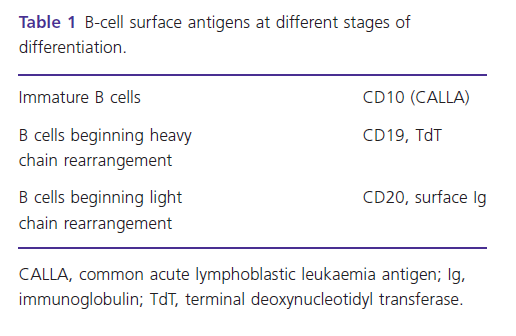 Table 1 B-cell surface antigens at different stages of
differentiation.
Immature B cells CD10 (CALLA)
B cells beginning heavy CD19, TdT
chain rearrangement
B cells beginning light CD20, surface Ig
chain rearrangement
CALLA, common acute lymphoblastic leukaemia antigen; Ig,
immunoglobulin; TdT, terminal deoxynucleotidyl transferase.